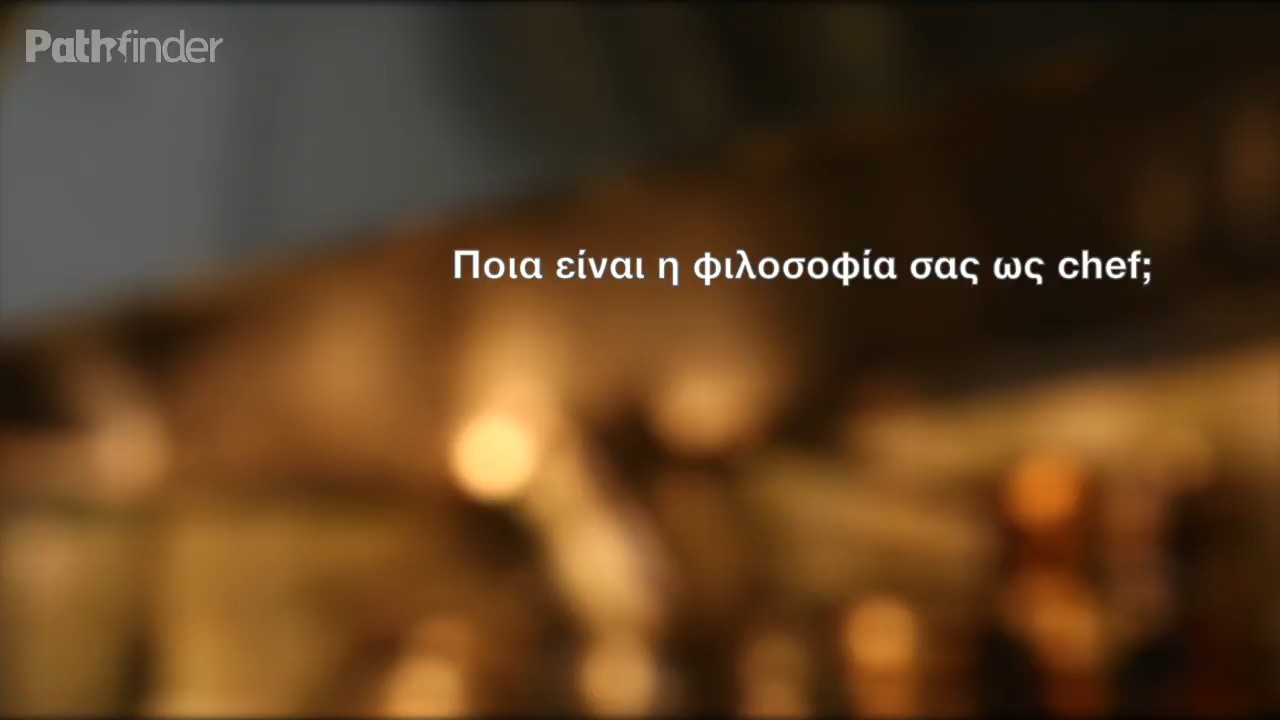 Pathfinder
Ποια είναι η φιλοσοφία σας ως chef;